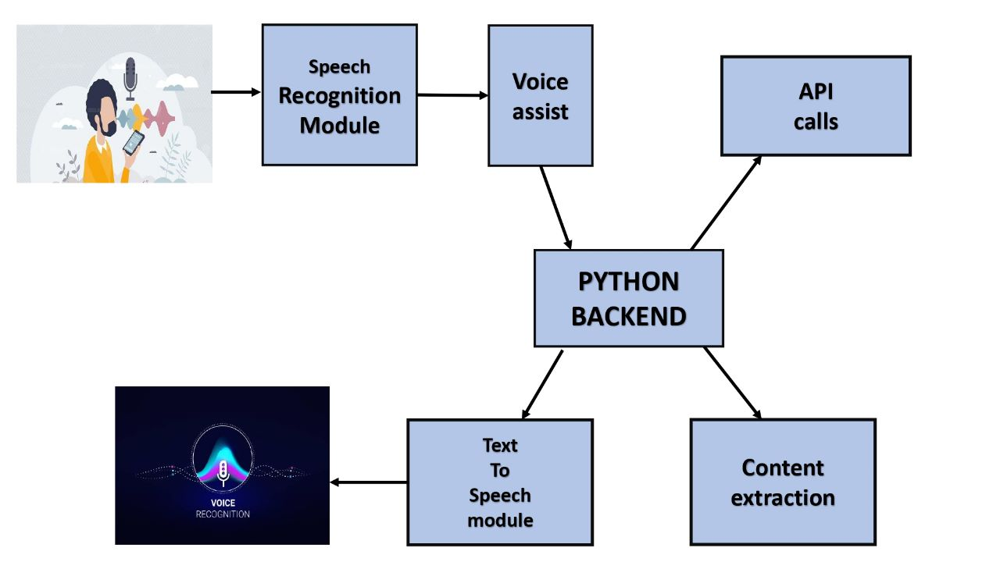 Speech
Recognition
Module
Voice
assist
API
calls
PYTHON
BACKEND
Text
To
Speech
module
Content
extraction
VOICE
RECOGNITION